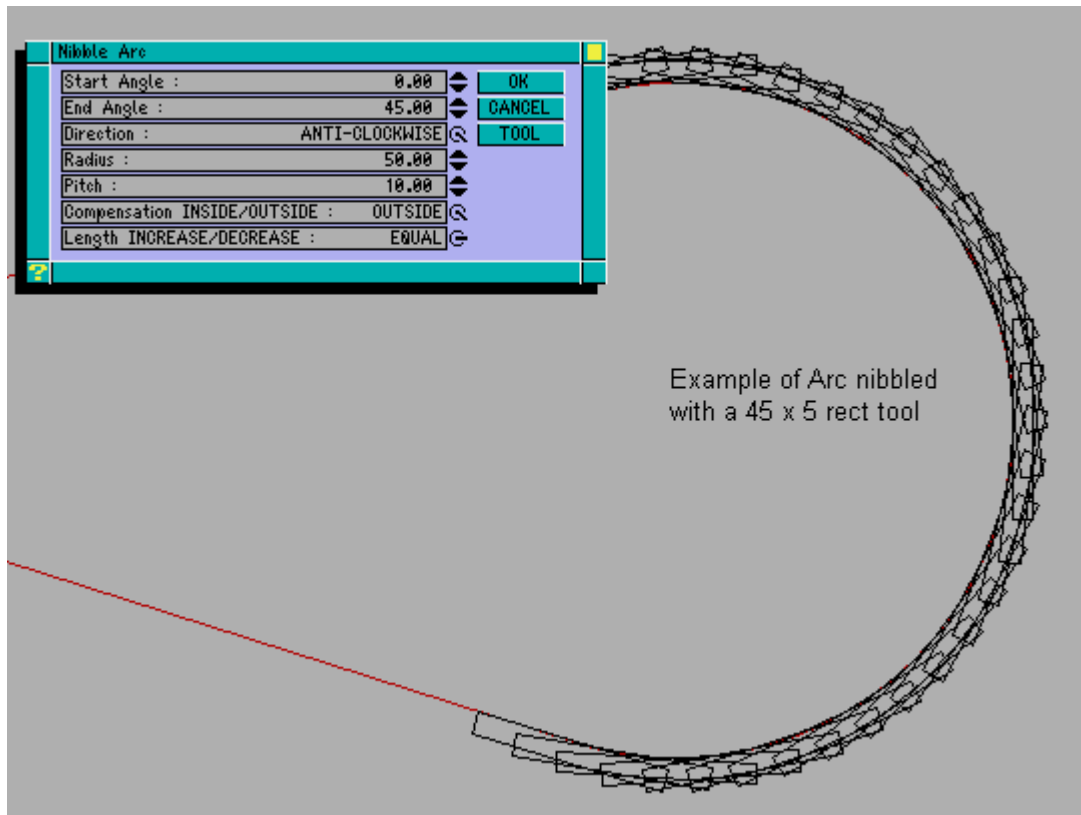 Nibble Arc
Start Angle : 0.00 OK
End Angle : 45.00 CANCEL
Direction : ANTI-CLOCKWISE TOOL
Radius : 50.00
Pitch : 10.00
Compensation INSIDE/OUTSIDE : OUTSIDE
Length INCREASE/DECREASE : EQUAL
?
Example of Arc nibbled
with a 45 x 5 rect tool